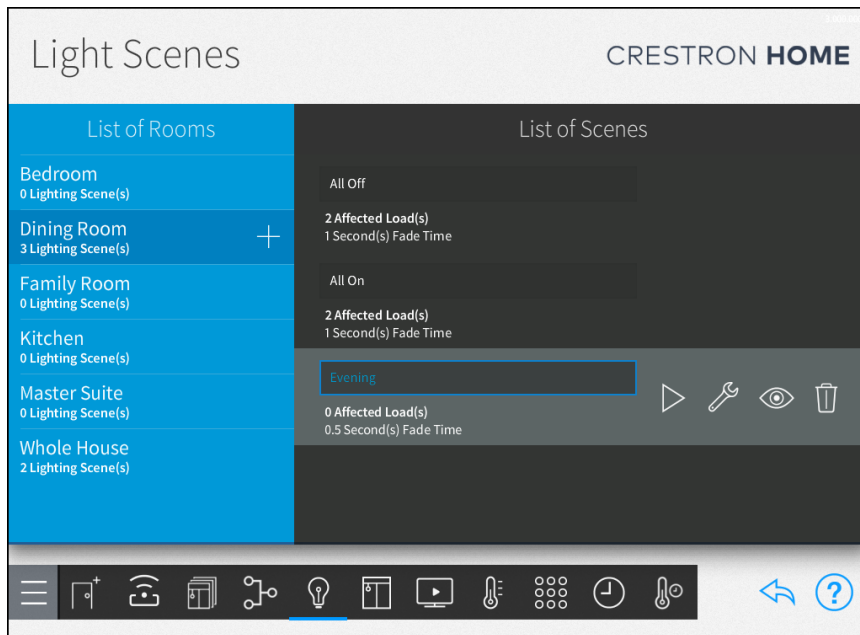 Light Scenes
CRESTRON HOME
List of Rooms
Bedroom
0 Lighting Scene(s)
Dining Room
3 Lighting Scene(s)
Family Room
0 Lighting Scene(s)
Kitchen
0 Lighting Scene(s)
Master Suite
0 Lighting Scene(s)
Whole House
2 Lighting Scene(s)
List of Scenes
All Off
2 Affected Load(s)
1 Second(s) Fade Time
All On
2 Affected Load(s)
1 Second(s) Fade Time
Evening
0 Affected Load(s)
0.5 Second(s) Fade Time
?